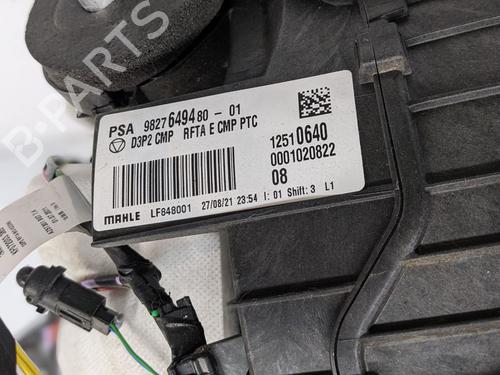 B-PARTS
PSA 9827649480-01
D3P2 CMP RFTA E CMP PTC
12510640
0001020822
08
MAHLE LF848001 27/08/21 23:54 I: 01 Shift: 3 L1